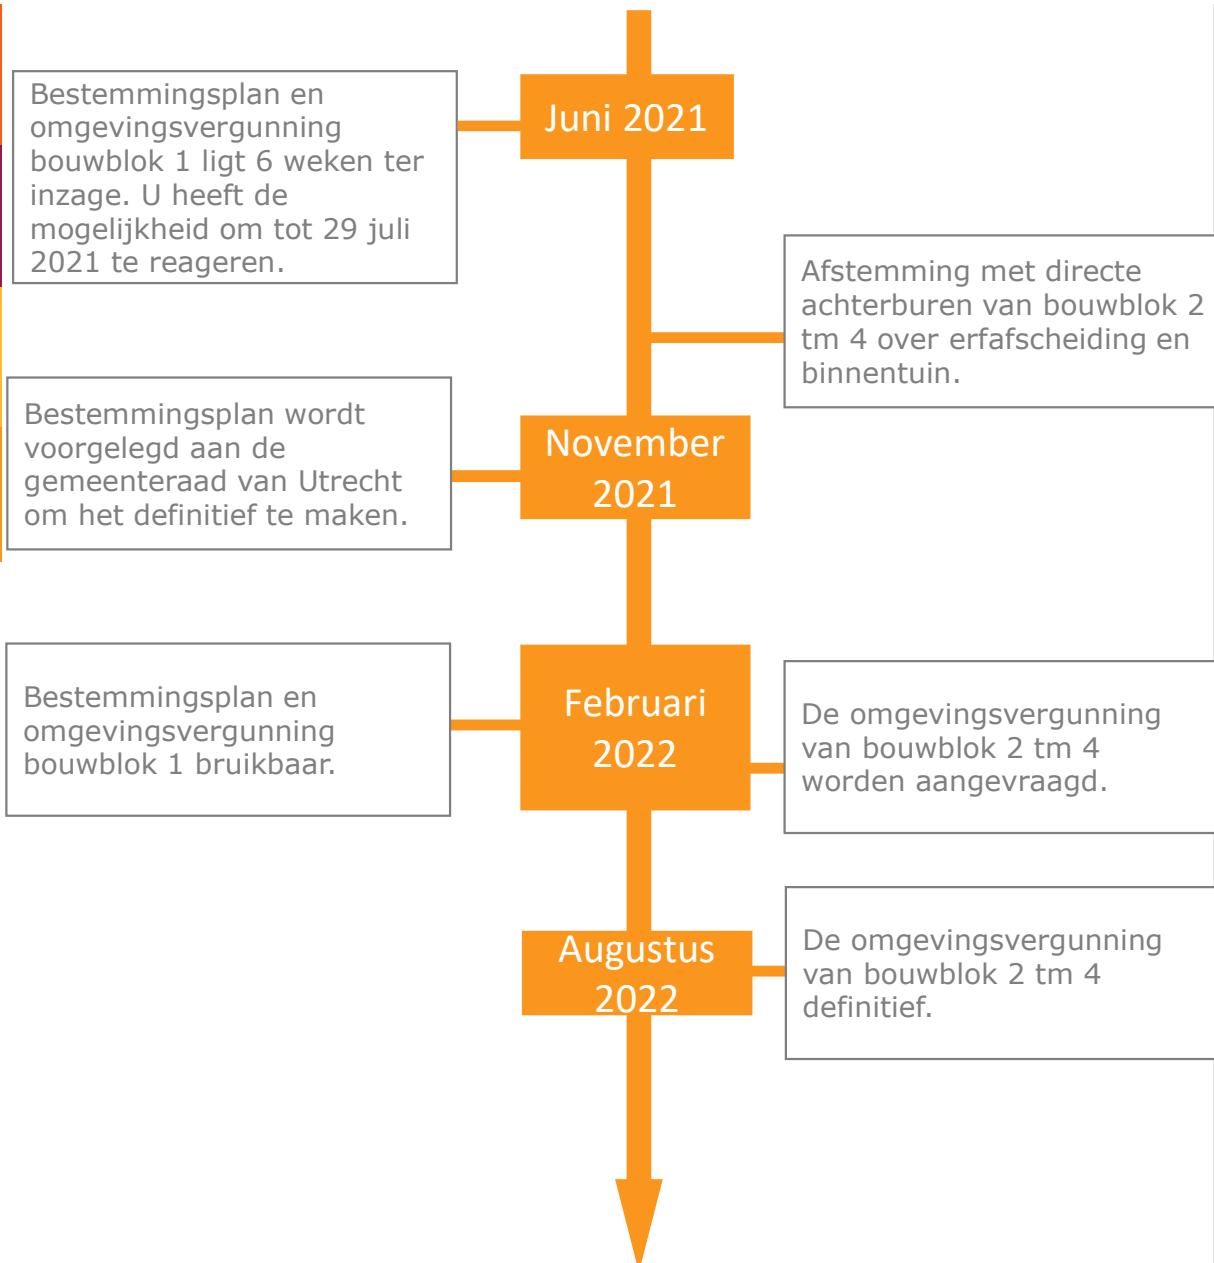 Juni 2021
Bestemmingsplan en
omgevingsvergunning
bouwblok 1 ligt 6 weken ter
inzage. U heeft de
mogelijkheid om tot 29 juli
2021 te reageren.
Afstemming met directe
achterburen van bouwblok 2
tm 4 over erfafscheiding en
binnentuin.
November
2021
Bestemmingsplan wordt
voorgelegd aan de
gemeenteraad van Utrecht
om het definitief te maken.
Februari
2022
Bestemmingsplan en
omgevingsvergunning
bouwblok 1 bruikbaar.
De omgevingsvergunning
van bouwblok 2 tm 4
worden aangevraagd.
Augustus
2022
De omgevingsvergunning
van bouwblok 2 tm 4
definitief.